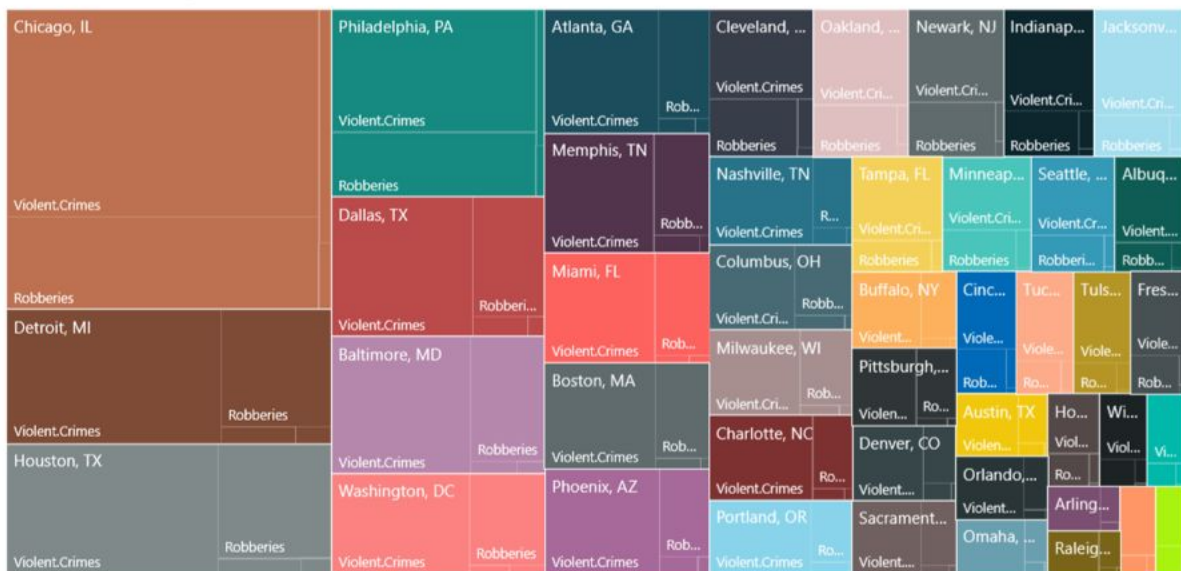 Chicago, IL
Violent.Crimes
Robberies
Detroit, MI
Robberies
Violent.Crimes
Houston, TX
Robberies
Violent.Crimes
Philadelphia, PA
Violent.Crimes
Robberies
Dallas, TX
Robberi...
Violent.Crimes
Baltimore, MD
Robberies
Violent.Crimes
Washington, DC
Robberies
Violent.Crimes
Atlanta, GA
Rob...
Violent.Crimes
Memphis, TN
Robb...
Violent.Crimes
Miami, FL
Rob...
Violent.Crimes
Boston, MA
Rob...
Violent.Crimes
Phoenix, AZ
Rob...
Violent.Crimes
Cleveland, ...
Violent.Crimes
Robberies
Oakland, ...
Violent.Cri...
Robberies
Newark, NJ
Violent.Cri...
Robberies
Indianap...
Violent.Cri...
Robberies
Jacksonv...
Violent.Cri...
Robberies
Nashville, TN
R...
Violent.Crimes
Columbus, OH
Robb...
Violent.Cri...
Milwaukee, WI
Rob...
Violent.Cri...
Charlotte, NC
Ro...
Violent.Crimes
Portland, OR
Ro...
Violent.Crimes
Tampa, FL
Violent.Cri...
Robberies
Minneap...
Violent.Cri...
Robberies
Seattle, ...
Violent.Cr...
Robberi...
Albuq...
Violent....
Robb...
Buffalo, NY
Violent...
Pittsburgh,...
Ro...
Violen...
Denver, CO
Violent....
Sacrament...
Violent....
Cinc...
Viole...
Rob...
Tuc...
Viole...
Ro...
Tuls...
Viole...
Ro...
Fres...
Viole...
Rob...
Austin, TX
Violen...
Orlando,...
Violen...
Omaha, ...
Ho...
Viol...
Ro...
Wi...
Viol...
Vi...
Arling...
Raleig...